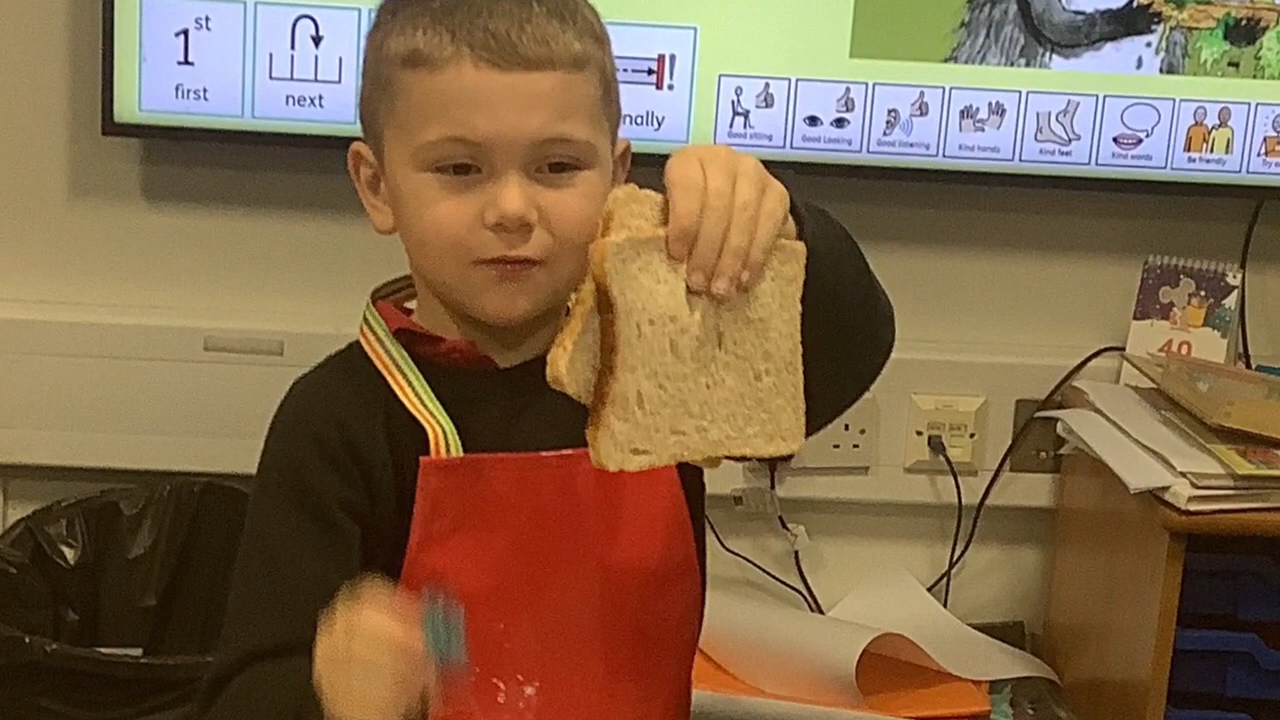 1st
first
next
nally
Good sitting
Good Looking
Good listening
Kind hands
Kind feet
Kind words
Be friendly
Try
40